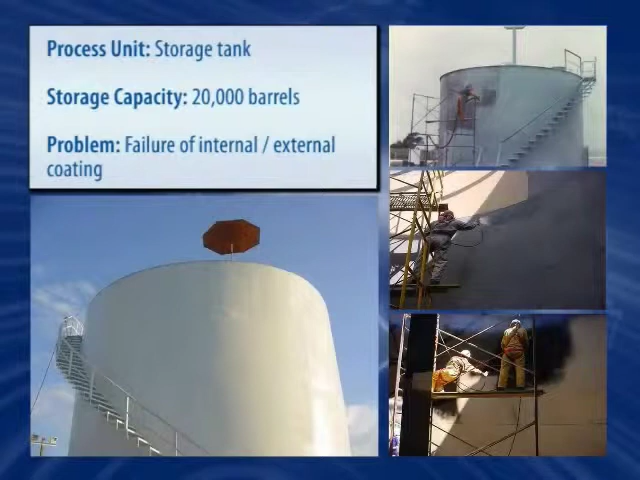 Process Unit: Storage tank
Storage Capacity: 20,000 barrels
Problem: Failure of internal / external
coating